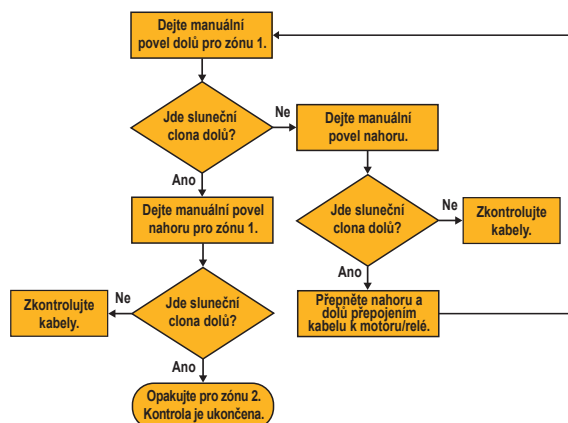 Dejte manuální
povel dolů pro zónu 1.
Jde sluneční
clona dolů?
Ne
Dejte manuální
povel nahoru.
Ano
Dejte manuální povel
nahoru pro zónu 1.
Jde sluneční
clona dolů?
Ne
Zkontrolujte
kabely.
Ano
Přepněte nahoru a
dolů přepojením
kabelu k motóru/relé.
Jde sluneční
clona dolů?
Ne
Zkontrolujte
kabely.
Ano
Opakujte pro zónu 2.
Kontrola je ukončena.